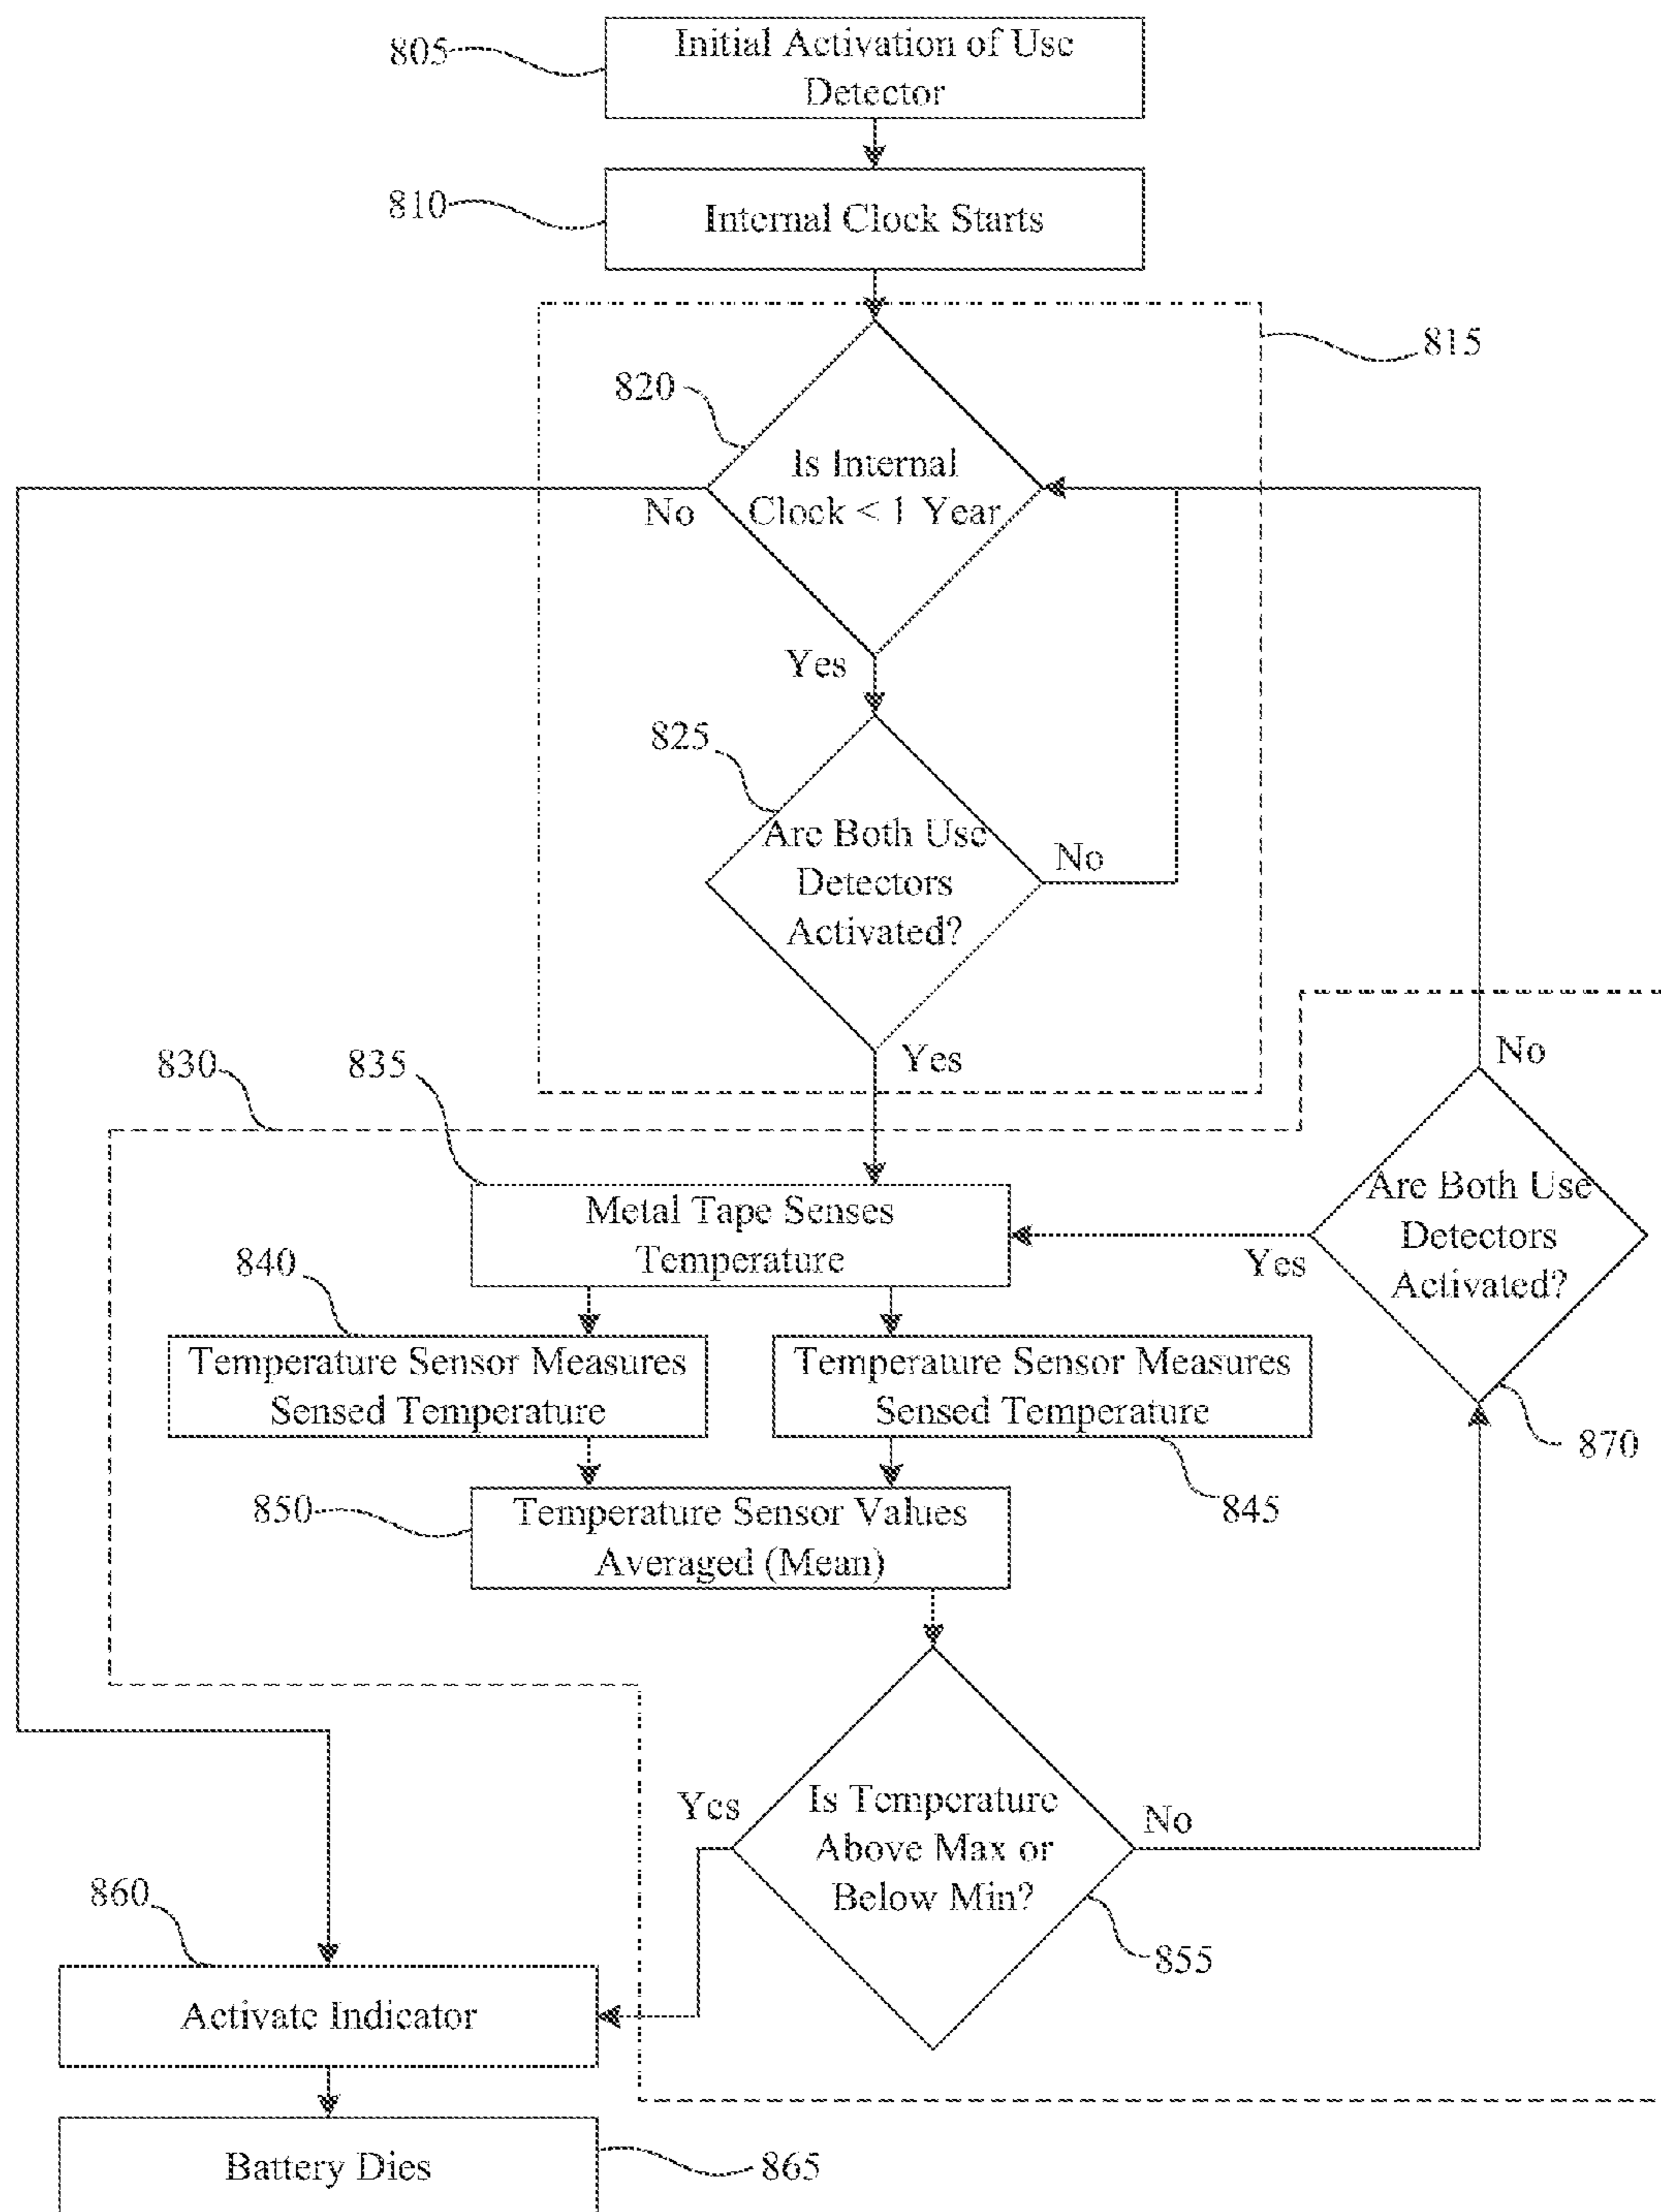 805
Initial Activation of Use
Detector
810
Internal Clock Starts
815
820
Is Internal
Clock < 1 Year
No
Yes
825
Are Both Use
Detectors
Activated?
No
Yes
830
835
Metal Tape Senses
Temperature
No
Are Both Use
Detectors
Activated?
Yes
870
840
Temperature Sensor Measures
Sensed Temperature
Temperature Sensor Measures
Sensed Temperature
845
850
Temperature Sensor Values
Averaged (Mean)
Yes
Is Temperature
Above Max or
Below Min?
No
855
860
Activate Indicator
Battery Dies
865